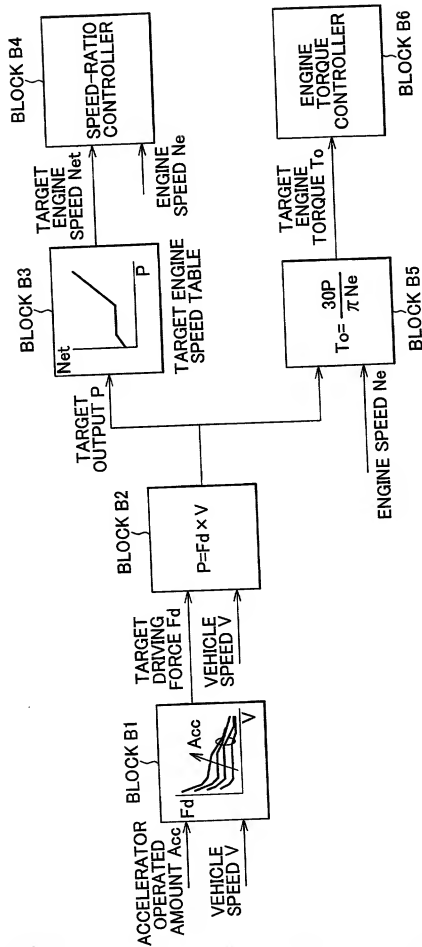 BLOCK B1
Fd
Acc
V
ACCELERATOR
OPERATED
AMOUNT Acc
VEHICLE
SPEED V
TARGET
DRIVING
FORCE Fd
VEHICLE
SPEED V
BLOCK B2
P=Fd × V
TARGET
OUTPUT P
BLOCK B3
Net
P
TARGET ENGINE
SPEED TABLE
TARGET
ENGINE
SPEED Net
ENGINE
SPEED Ne
BLOCK B4
SPEED-RATIO
CONTROLLER
ENGINE SPEED Ne
To= 30P
π Ne
BLOCK B5
TARGET
ENGINE
TORQUE To
ENGINE
TORQUE
CONTROLLER
BLOCK B6